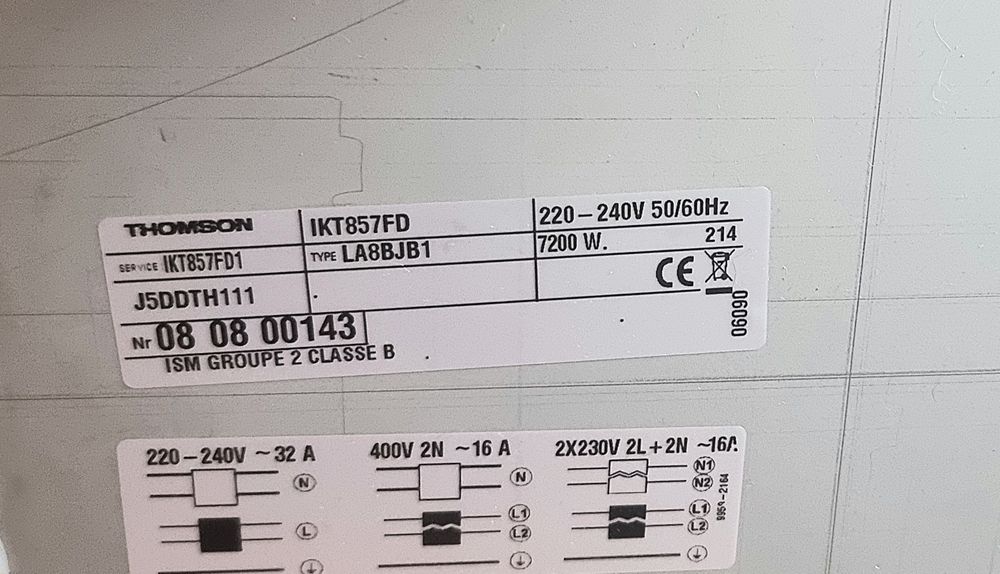 THOMSON IKT857FD 220-240V 50/60Hz
SERVICE IKT857FD1 TYPE LA8BJB1 7200 W. 214
J5DDTH111 CE
Nr 08 08 00143
06090
ISM GROUPE 2 CLASSE B
220-240V ~32 A 400V 2N ~16 A 2X230V 2L+2N ~16A
N N N1
N2
L L1 L1
L2 L2